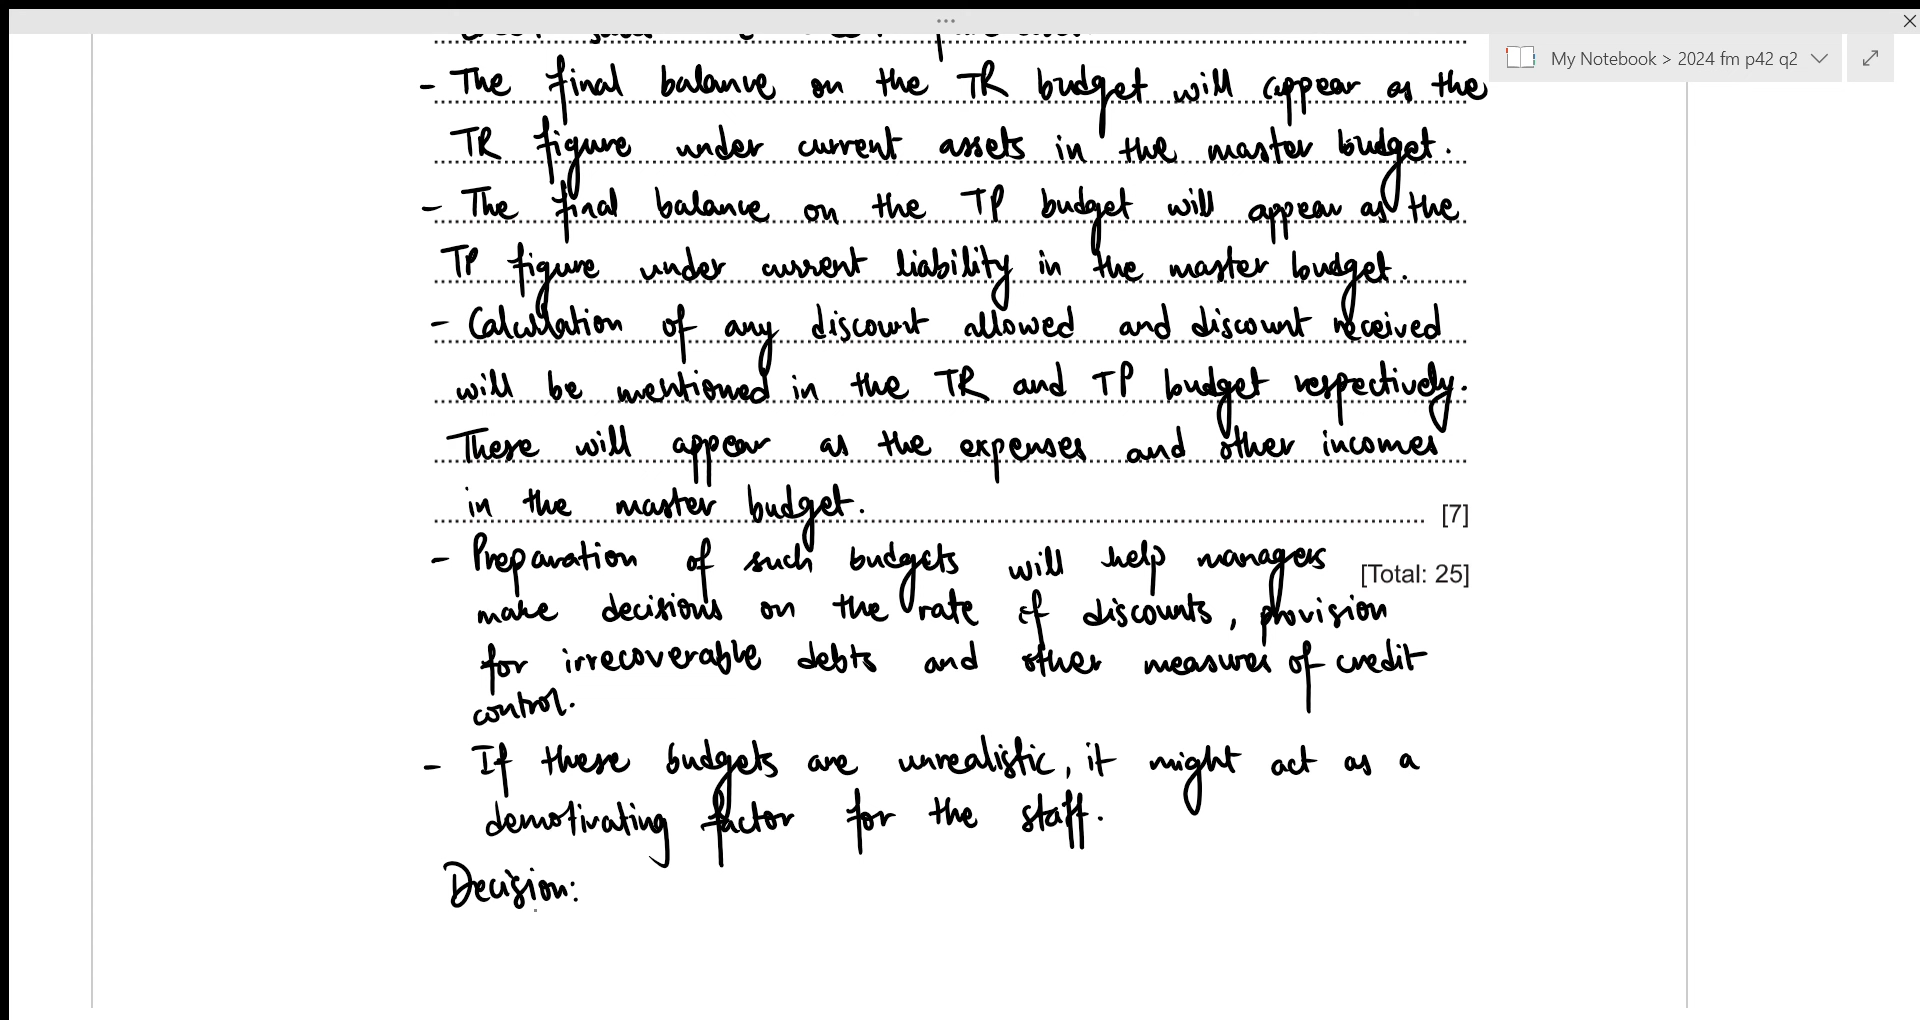 My Notebook > 2024 fm p42 q2
- The final balance on the TR budget will appear as the
TR figure under current assets in the master budget.
- The final balance on the TP budget will appear as the
TP figure under current liability in the master budget.
- Calculation of any discount allowed and discount received
will be mentioned in the TR and TP budget respectively.
These will appear as the expenses and other incomes
in the master budget.
[7]
- Preparation of such budgets will help managers
[Total: 25]
make decisions on the rate of discounts, provision
for irrecoverable debts and other measures of credit
control.
- If these budgets are unrealistic, it might act as a
demotivating factor for the staff.
Decision: